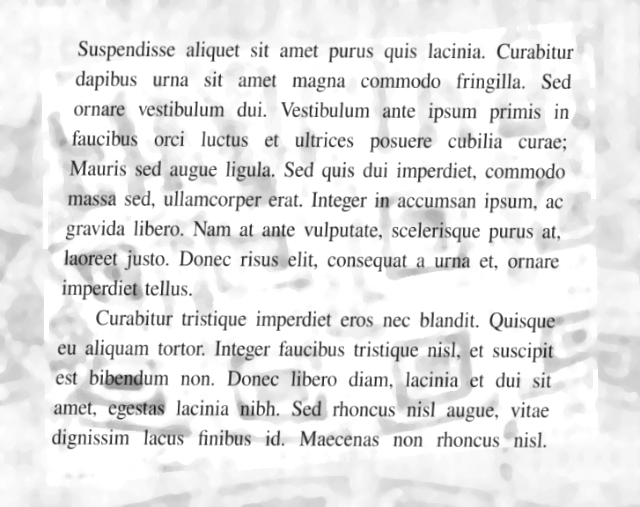 Suspendisse aliquet sit amet purus quis lacinia. Curabitur
dapibus urna sit amet magna commodo fringilla. Sed
ornare vestibulum dui. Vestibulum ante ipsum primis in
faucibus orci luctus et ultrices posuere cubilia curae;
Mauris sed augue ligula. Sed quis dui imperdiet, commodo
massa sed, ullamcorper erat. Integer in accumsan ipsum, ac
gravida libero. Nam at ante vulputate, scelerisque purus at,
laoreet justo. Donec risus elit, consequat a urna et, ornare
imperdiet tellus.
Curabitur tristique imperdiet eros nec blandit. Quisque
eu aliquam tortor. Integer faucibus tristique nisl, et suscipit
est bibendum non. Donec libero diam, lacinia et dui sit
amet, egestas lacinia nibh. Sed rhoncus nisl augue, vitae
dignissim lacus finibus id. Maecenas non rhoncus nisl.